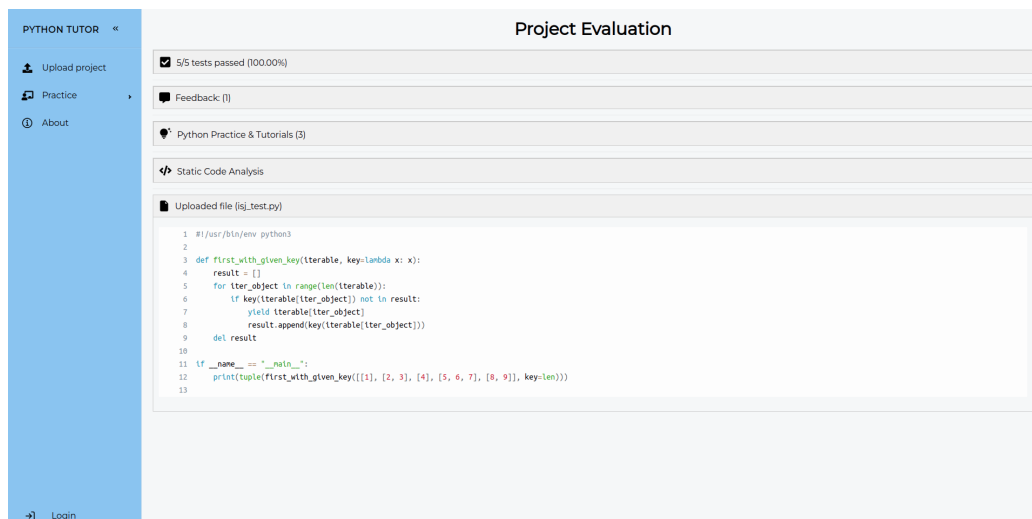 PYTHON TUTOR «
Upload project
Practice
About
Login
Project Evaluation
5/5 tests passed (100.00%)
Feedback: (1)
Python Practice & Tutorials (3)
Static Code Analysis
Uploaded file (isj_test.py)
1 #!/usr/bin/env python3
2
3 def first_with_given_key(iterable, key=lambda x: x):
4     result = []
5     for iter_object in range(len(iterable)):
6         if key(iterable[iter_object]) not in result:
7             yield iterable[iter_object]
8             result.append(key(iterable[iter_object]))
9     del result
10
11 if __name__ == "__main__":
12     print(tuple(first_with_given_key([[1], [2, 3], [4], [5, 6, 7], [8, 9]], key=len)))
13